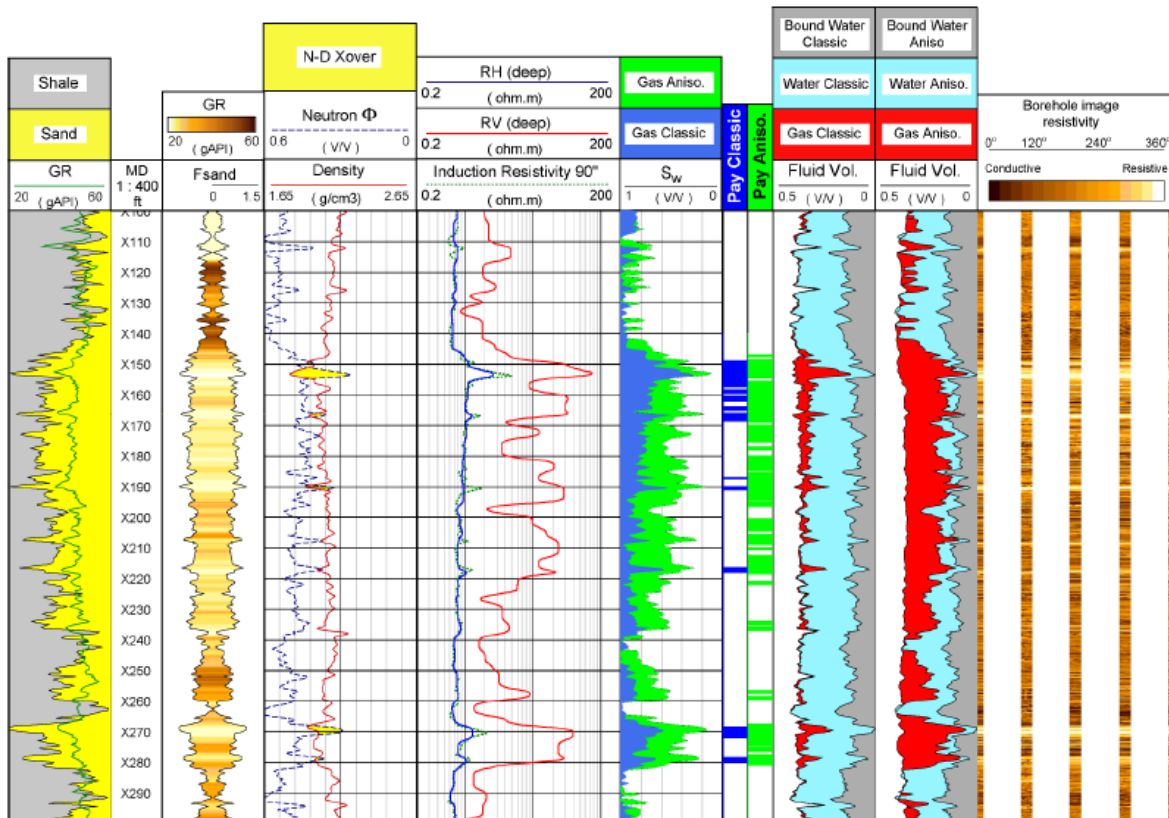 Bound Water
Classic
Bound Water
Aniso
N-D Xover
Shale
RH (deep)
0.2
( ohm.m)
200
Gas Aniso.
Water Classic
Water Aniso.
GR
20
60
( gAPI )
Neutron Φ
0.6
(V/V)
0
RV (deep)
0.2
( ohm.m)
200
Sand
Gas Classic
Pay Classic
Pay Aniso.
Gas Classic
Gas Aniso.
Borehole image
resistivity
0° 120° 240° 360°
Conductive
Resistive
GR
20
( gAPI)
60
MD
1 : 400
ft
Fsand
0
1.5
Density
1.65
( g/cm3)
2.65
Induction Resistivity 90"
0.2
(ohm.m)
200
Sw
1
(V/V)
0
Fluid Vol.
0.5
(V/V)
0
Fluid Vol.
0.5
(V/V)
0
X100
X110
X120
X130
X140
X150
X160
X170
X180
X190
X200
X210
X220
X230
X240
X250
X260
X270
X280
X290